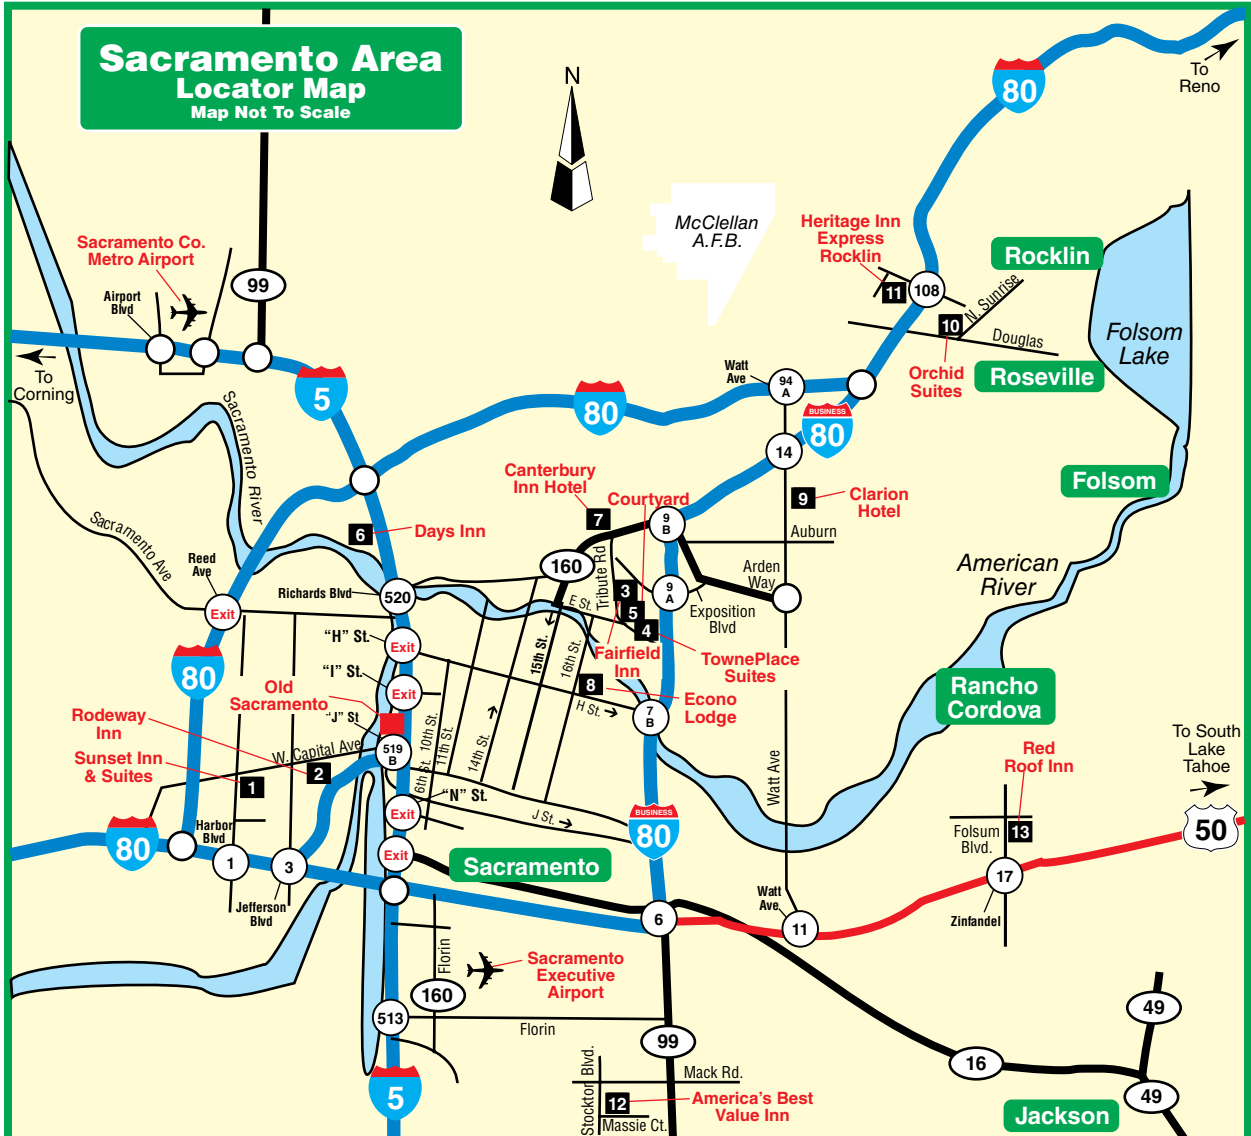 Sacramento Area
Locator Map
Map Not To Scale
N
80
To
Reno
McClellan
A.F.B.
Heritage Inn
Express
Rocklin
Rocklin
11
108
N. Sunrise
10
Douglas
Folsom
Lake
Orchid
Suites
Roseville
Sacramento Co.
Metro Airport
Airport
Blvd
99
To
Corning
5
80
Watt
Ave
94
A
BUSINESS
80
14
Sacramento River
Canterbury
Inn Hotel
Courtyard
9
Clarion
Hotel
Folsom
7
9
B
Auburn
6
Days Inn
Sacramento Ave
Reed
Ave
160
Tribute Rd
Arden
Way
American
River
Richards Blvd
520
Exit
E St.
3
5
4
9
A
Exposition
Blvd
"H" St.
Exit
15th St.
16th St.
Fairfield
Inn
TownePlace
Suites
80
"I" St.
Exit
8
Econo
Lodge
H St.
7
B
Rancho
Cordova
Old
Sacramento
"J" St
Rodeway
Inn
Sunset Inn
& Suites
W. Capital Ave
519
B
6th St.
10th St.
11th St.
14th St.
Watt Ave
Red
Roof Inn
To South
Lake
Tahoe
1
2
"N" St.
Exit
J St.
BUSINESS
80
50
80
Harbor
Blvd
Folsum
Blvd.
13
1
3
Exit
Sacramento
17
Jefferson
Blvd
6
Watt
Ave
11
Zinfandel
Florin
Sacramento
Executive
Airport
160
513
Florin
99
49
16
5
Stockton Blvd.
Mack Rd.
12
America's Best
Value Inn
Massie Ct.
49
Jackson